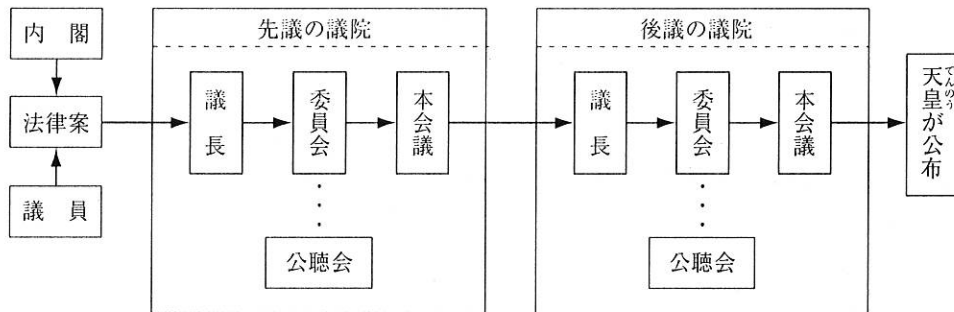 内 閣
法律案
議 員
先議の議院
議長
委員会
本会議
公聴会
後議の議院
議長
委員会
本会議
公聴会
天皇が公布
てんのう